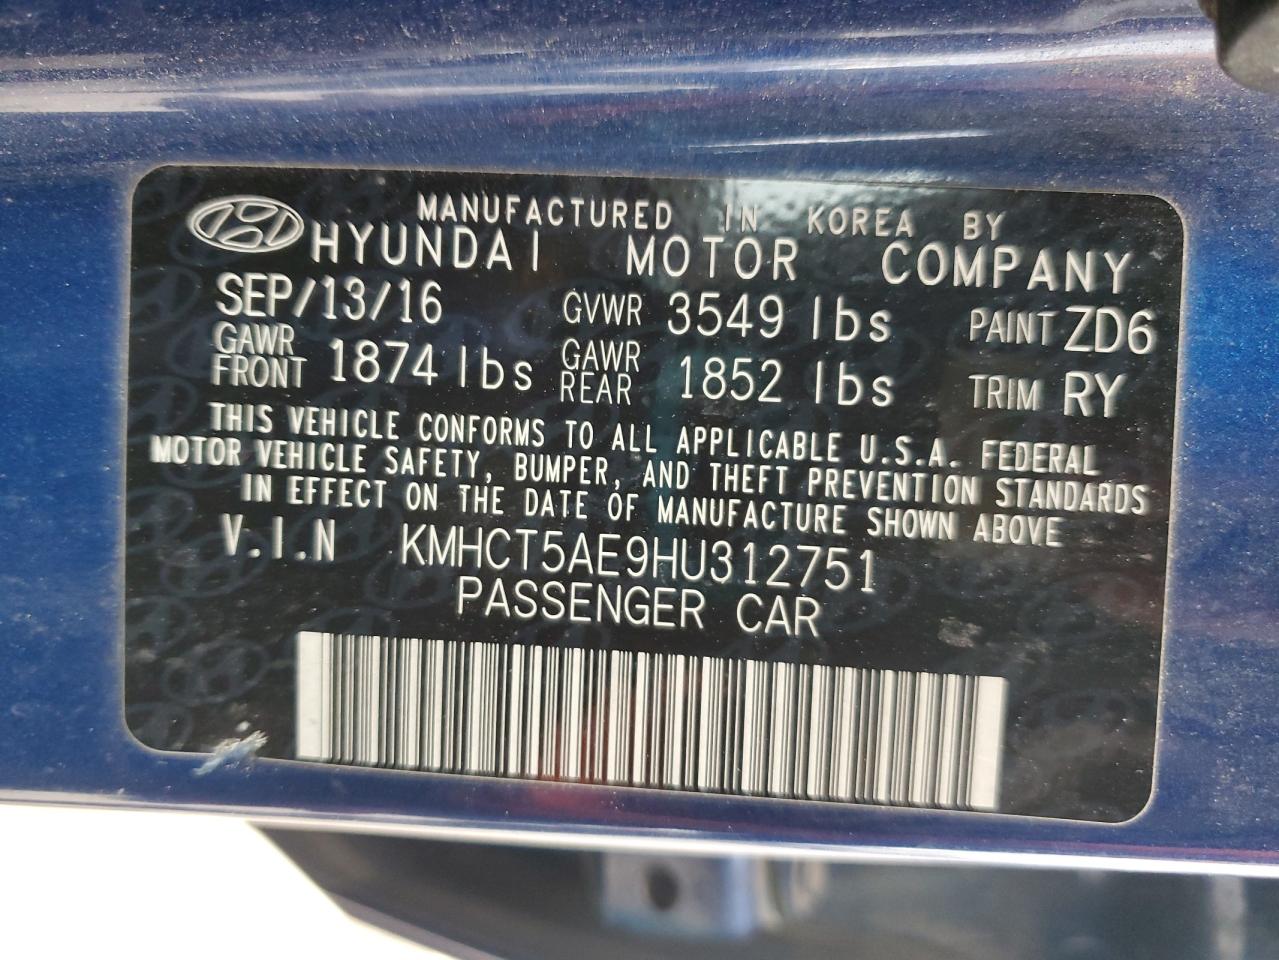 MANUFACTURED IN KOREA BY
HYUNDAI MOTOR COMPANY
SEP/13/16 GVWR 3549 lbs PAINT ZD6
GAWR FRONT 1874 lbs GAWR REAR 1852 lbs TRIM RY
THIS VEHICLE CONFORMS TO ALL APPLICABLE U.S.A. FEDERAL
MOTOR VEHICLE SAFETY, BUMPER, AND THEFT PREVENTION STANDARDS
IN EFFECT ON THE DATE OF MANUFACTURE SHOWN ABOVE
V.I.N KMHCT5AE9HU312751
PASSENGER CAR